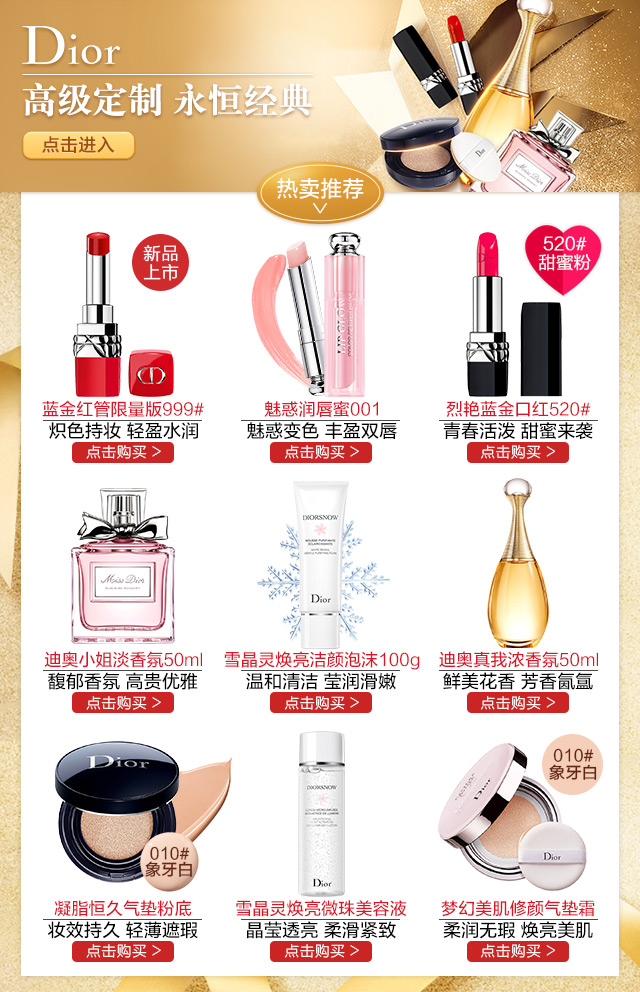 Dior
高级定制 永恒经典
点击进入
Dior
Dior
Miss Dior
热卖推荐
新品
上市
520#
甜蜜粉
蓝金红管限量版999#
魅惑润唇蜜001
烈艳蓝金口红520#
炽色持妆 轻盈水润
魅惑变色 丰盈双唇
青春活泼 甜蜜来袭
点击购买 >
点击购买 >
点击购买 >
Miss Dior
DIORSNOW
Dior
迪奥小姐淡香氛50ml
雪晶灵焕亮洁颜泡沫100g
迪奥真我浓香氛50ml
馥郁香氛 高贵优雅
温和清洁 莹润滑嫩
鲜美花香 芳香氤氲
点击购买 >
点击购买 >
点击购买 >
Dior
010#
象牙白
DIORSNOW
Dior
010#
象牙白
Dior
凝脂恒久气垫粉底
雪晶灵焕亮微珠美容液
梦幻美肌修颜气垫霜
妆效持久 轻薄遮瑕
晶莹透亮 柔滑紧致
柔润无瑕 焕亮美肌
点击购买 >
点击购买 >
点击购买 >